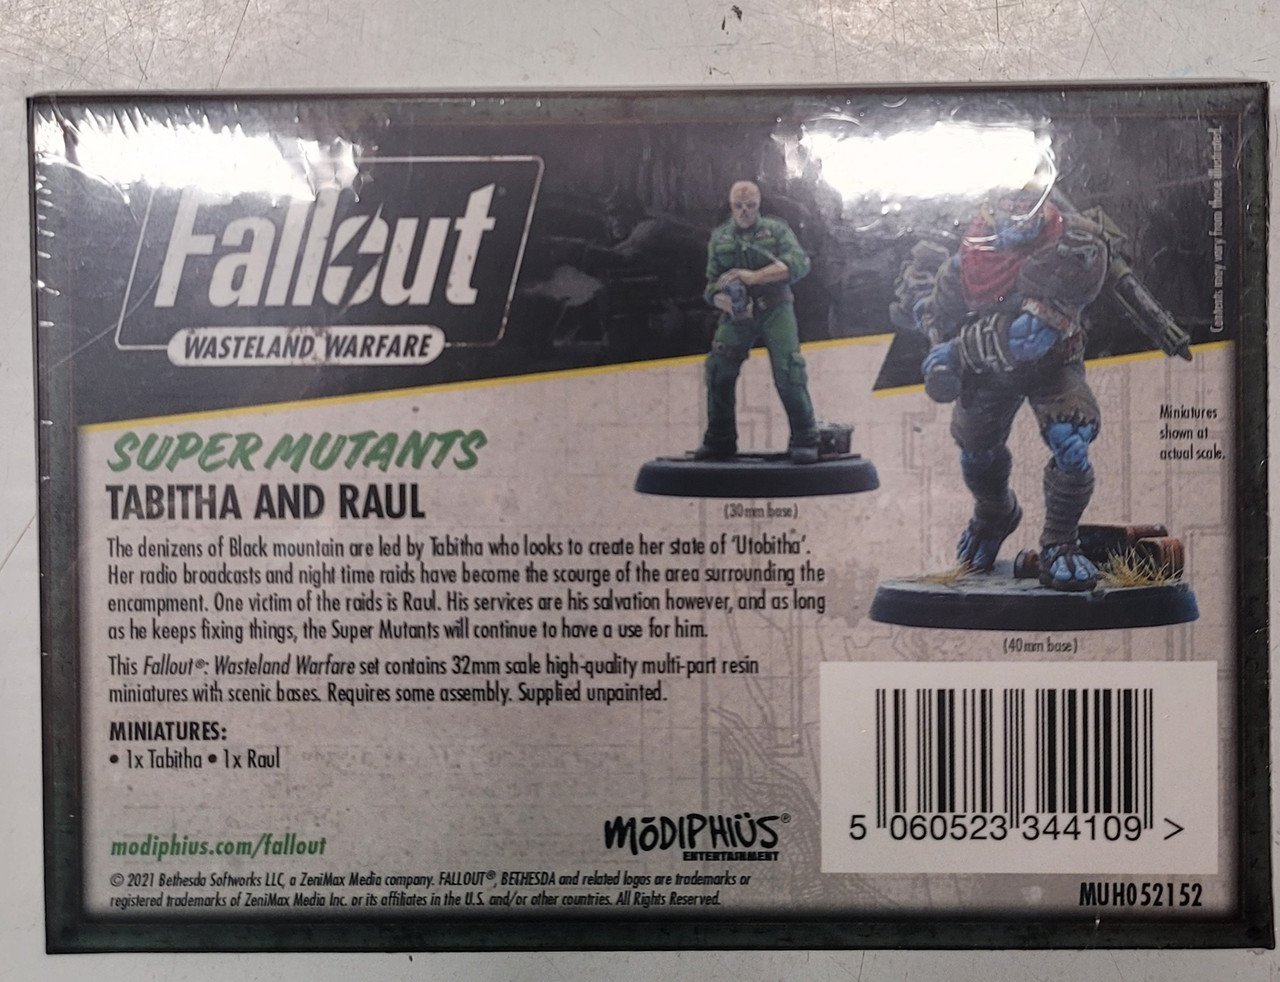 Fallout
WASTELAND WARFARE
SUPER MUTANTS
TABITHA AND RAUL
The denizens of Black mountain are led by Tabitha who looks to create her state of 'Utobitha'.
Her radio broadcasts and night time raids have become the scourge of the area surrounding the
encampment. One victim of the raids is Raul. His services are his salvation however, and as long
as he keeps fixing things, the Super Mutants will continue to have a use for him.
This Fallout®: Wasteland Warfare set contains 32mm scale high-quality multi-part resin
miniatures with scenic bases. Requires some assembly. Supplied unpainted.
MINIATURES:
• 1x Tabitha • 1x Raul
modiphius.com/fallout
© 2021 Bethesda Softworks LLC, a ZeniMax Media company. FALLOUT®, BETHESDA and related logos are trademarks or
registered trademarks of ZeniMax Media Inc. or its affiliates in the U.S. and/or other countries. All Rights Reserved.
(30mm base)
(40mm base)
Miniatures
shown at
actual scale.
Contents may vary from those illustrated.
MŌDIPHIÜS®
ENTERTAINMENT
5 060523 344109 >
MUH052152